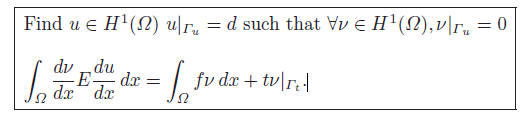 Find u ∈ H¹(Ω) u|Γᵤ = d such that ∀ν ∈ H¹(Ω), ν|Γᵤ = 0
∫_Ω dν/dx E du/dx dx = ∫_Ω fν dx + tν|Γₜ.